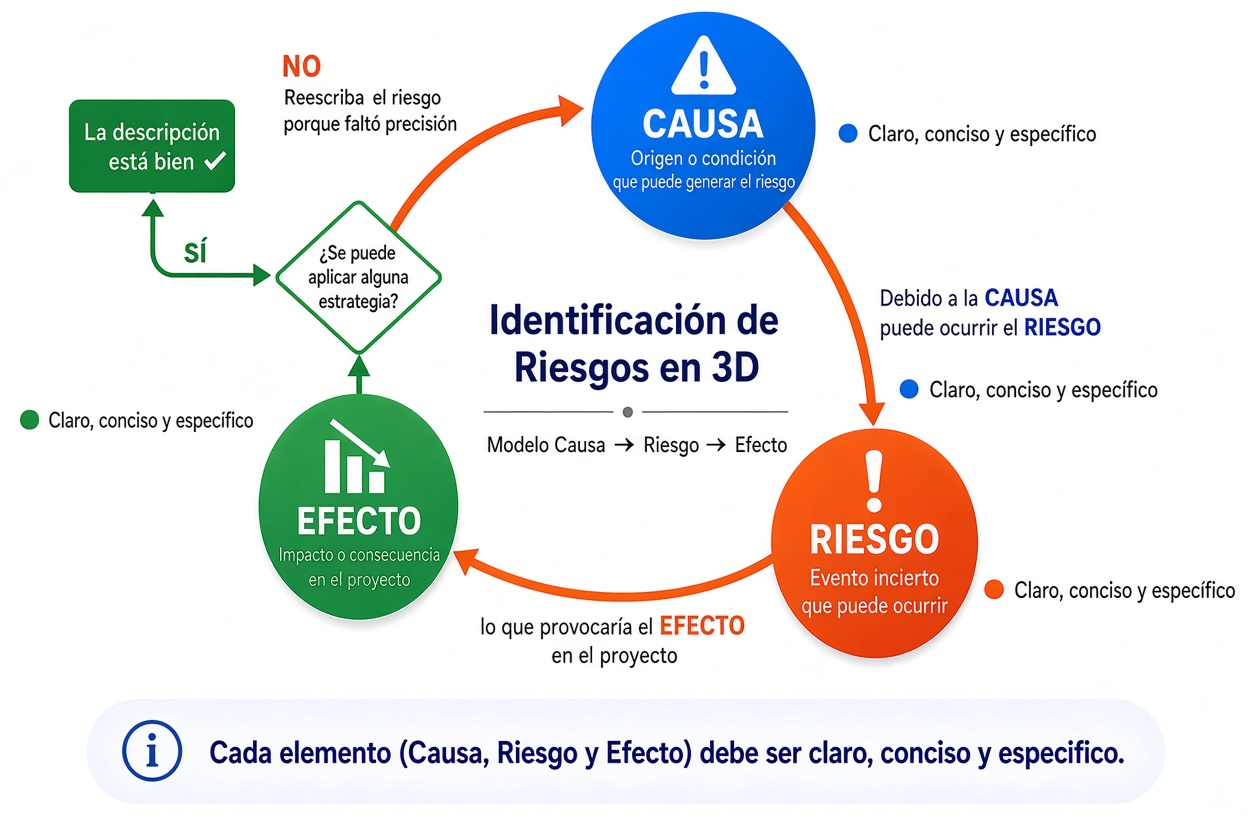 NO
Reescriba el riesgo
porque faltó precisión
La descripción
está bien
SÍ
¿Se puede
aplicar alguna
estrategia?
CAUSA
Origen o condición
que puede generar el riesgo
Claro, conciso y específico
Debido a la CAUSA
puede ocurrir el RIESGO
Claro, conciso y específico
Identificación de
Riesgos en 3D
Modelo Causa → Riesgo → Efecto
RIESGO
Evento incierto
que puede ocurrir
Claro, conciso y específico
lo que provocaría el EFECTO
en el proyecto
EFECTO
Impacto o consecuencia
en el proyecto
Claro, conciso y específico
Cada elemento (Causa, Riesgo y Efecto) debe ser claro, conciso y especifico.